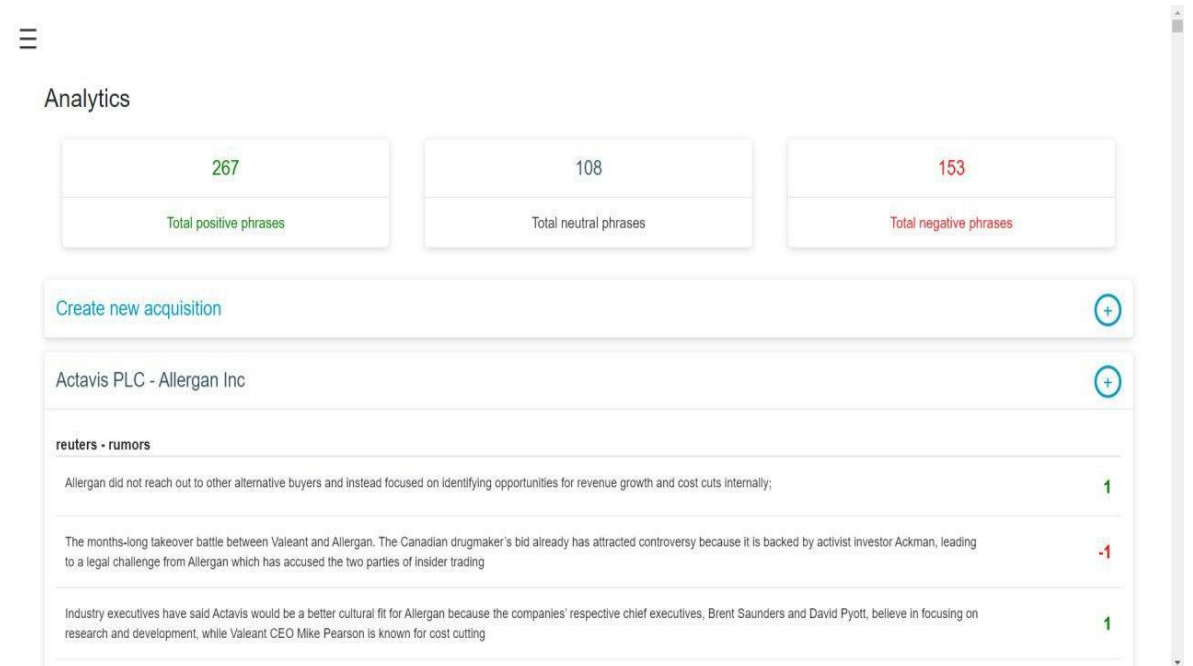 Analytics
267
108
153
Total positive phrases
Total neutral phrases
Total negative phrases
Create new acquisition
+
Actavis PLC - Allergan Inc
+
reuters - rumors
Allergan did not reach out to other alternative buyers and instead focused on identifying opportunities for revenue growth and cost cuts internally;
1
The months-long takeover battle between Valeant and Allergan. The Canadian drugmaker's bid already has attracted controversy because it is backed by activist investor Ackman, leading
to a legal challenge from Allergan which has accused the two parties of insider trading
-1
Industry executives have said Actavis would be a better cultural fit for Allergan because the companies' respective chief executives, Brent Saunders and David Pyott, believe in focusing on
research and development, while Valeant CEO Mike Pearson is known for cost cutting
1